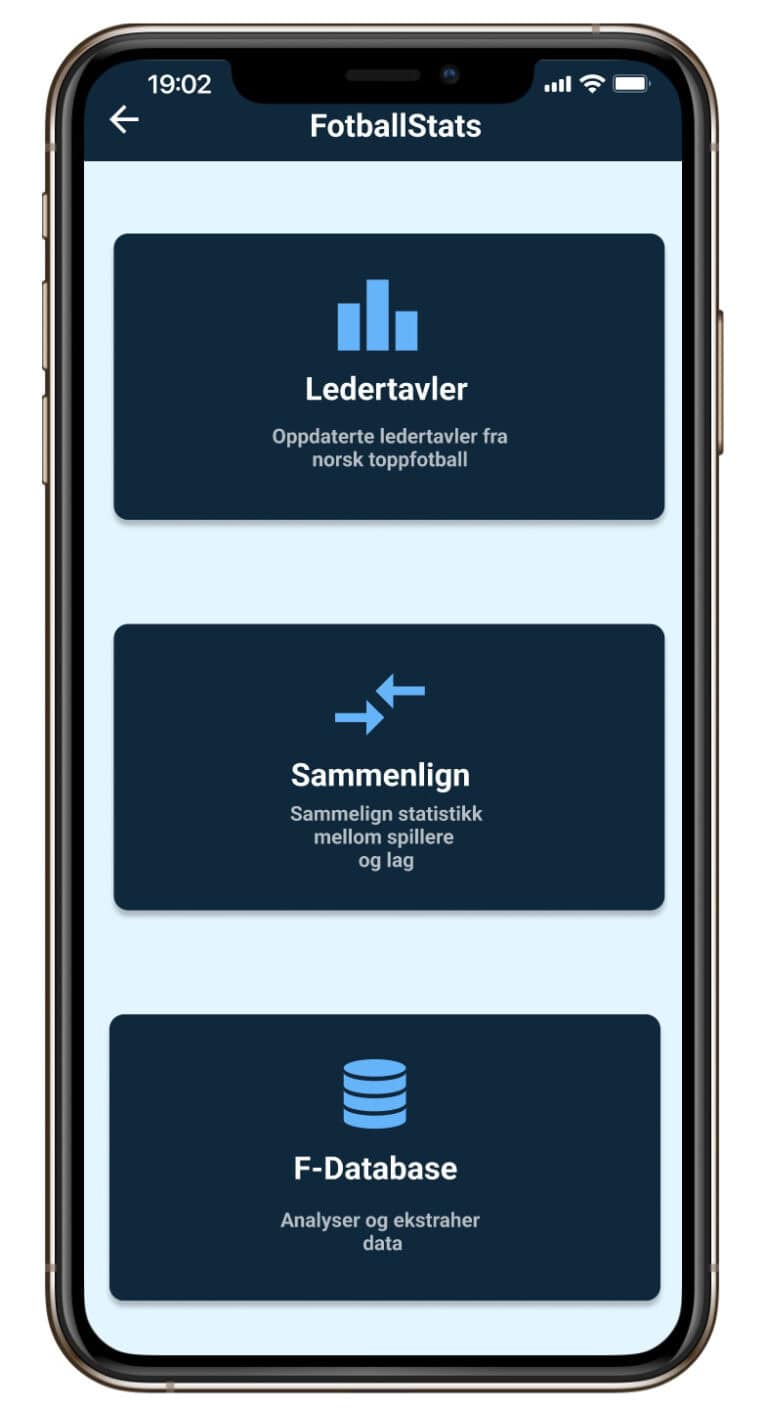 19:02
FotballStats
Ledertavler
Oppdaterte ledertavler fra
norsk toppfotball
Sammenlign
Sammelign statistikk
mellom spillere
og lag
F-Database
Analyser og ekstraher
data